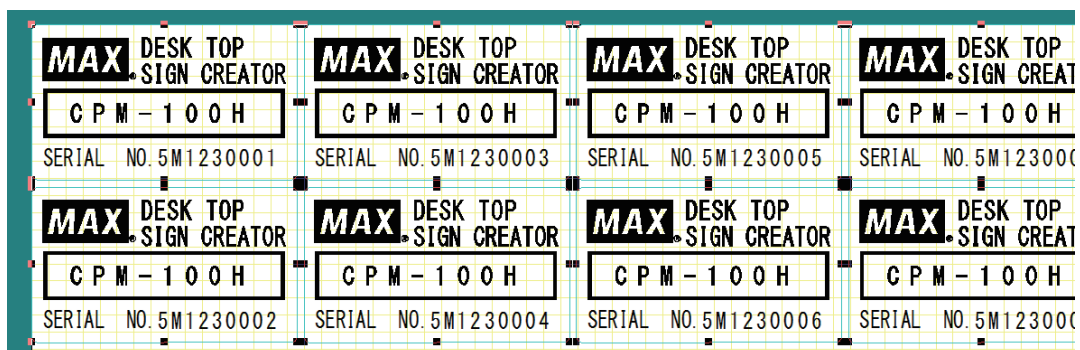 MAX® DESK TOP SIGN CREATOR
CPM-100H
SERIAL NO.5M1230001
MAX® DESK TOP SIGN CREATOR
CPM-100H
SERIAL NO.5M1230003
MAX® DESK TOP SIGN CREATOR
CPM-100H
SERIAL NO.5M1230005
MAX® DESK TOP SIGN
CPM-100H
SERIAL NO.
MAX® DESK TOP SIGN CREATOR
CPM-100H
SERIAL NO.5M1230002
MAX® DESK TOP SIGN CREATOR
CPM-100H
SERIAL NO.5M1230004
MAX® DESK TOP SIGN CREATOR
CPM-100H
SERIAL NO.5M1230006
MAX® DESK TOP SIGN
CPM-100H
SERIAL NO.